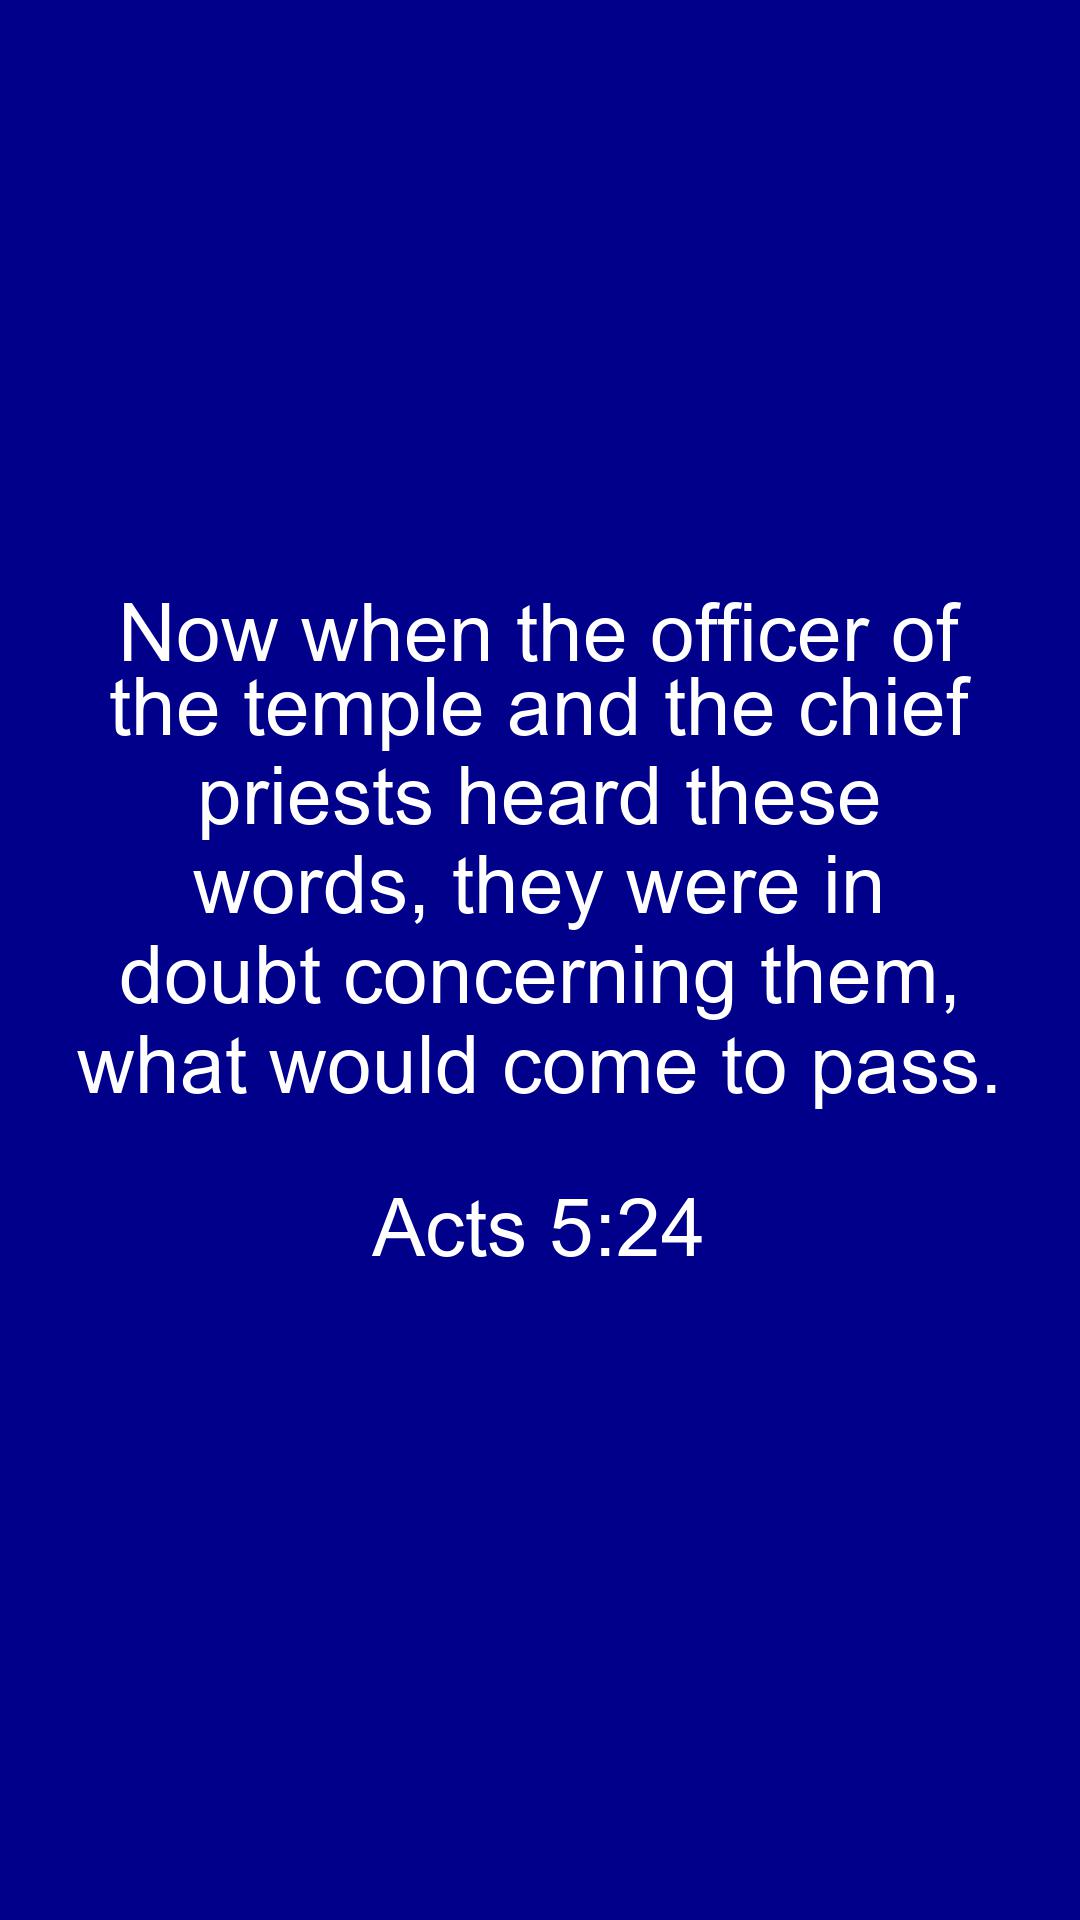 Now when the officer of
the temple and the chief
priests heard these
words, they were in
doubt concerning them,
what would come to pass.
Acts 5:24